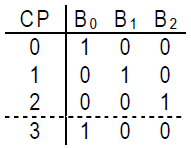 CP B₀ B₁ B₂
0 1 0 0
1 0 1 0
2 0 0 1
3 1 0 0